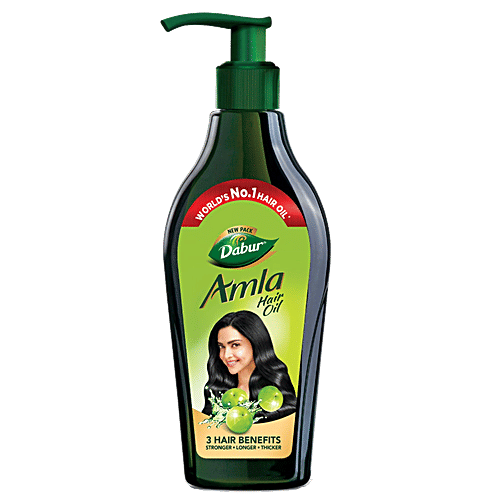 WORLD'S No.1 HAIR OIL*
NEW PACK
Dabur®
Amla
Hair
Oil
3 HAIR BENEFITS
STRONGER • LONGER • THICKER